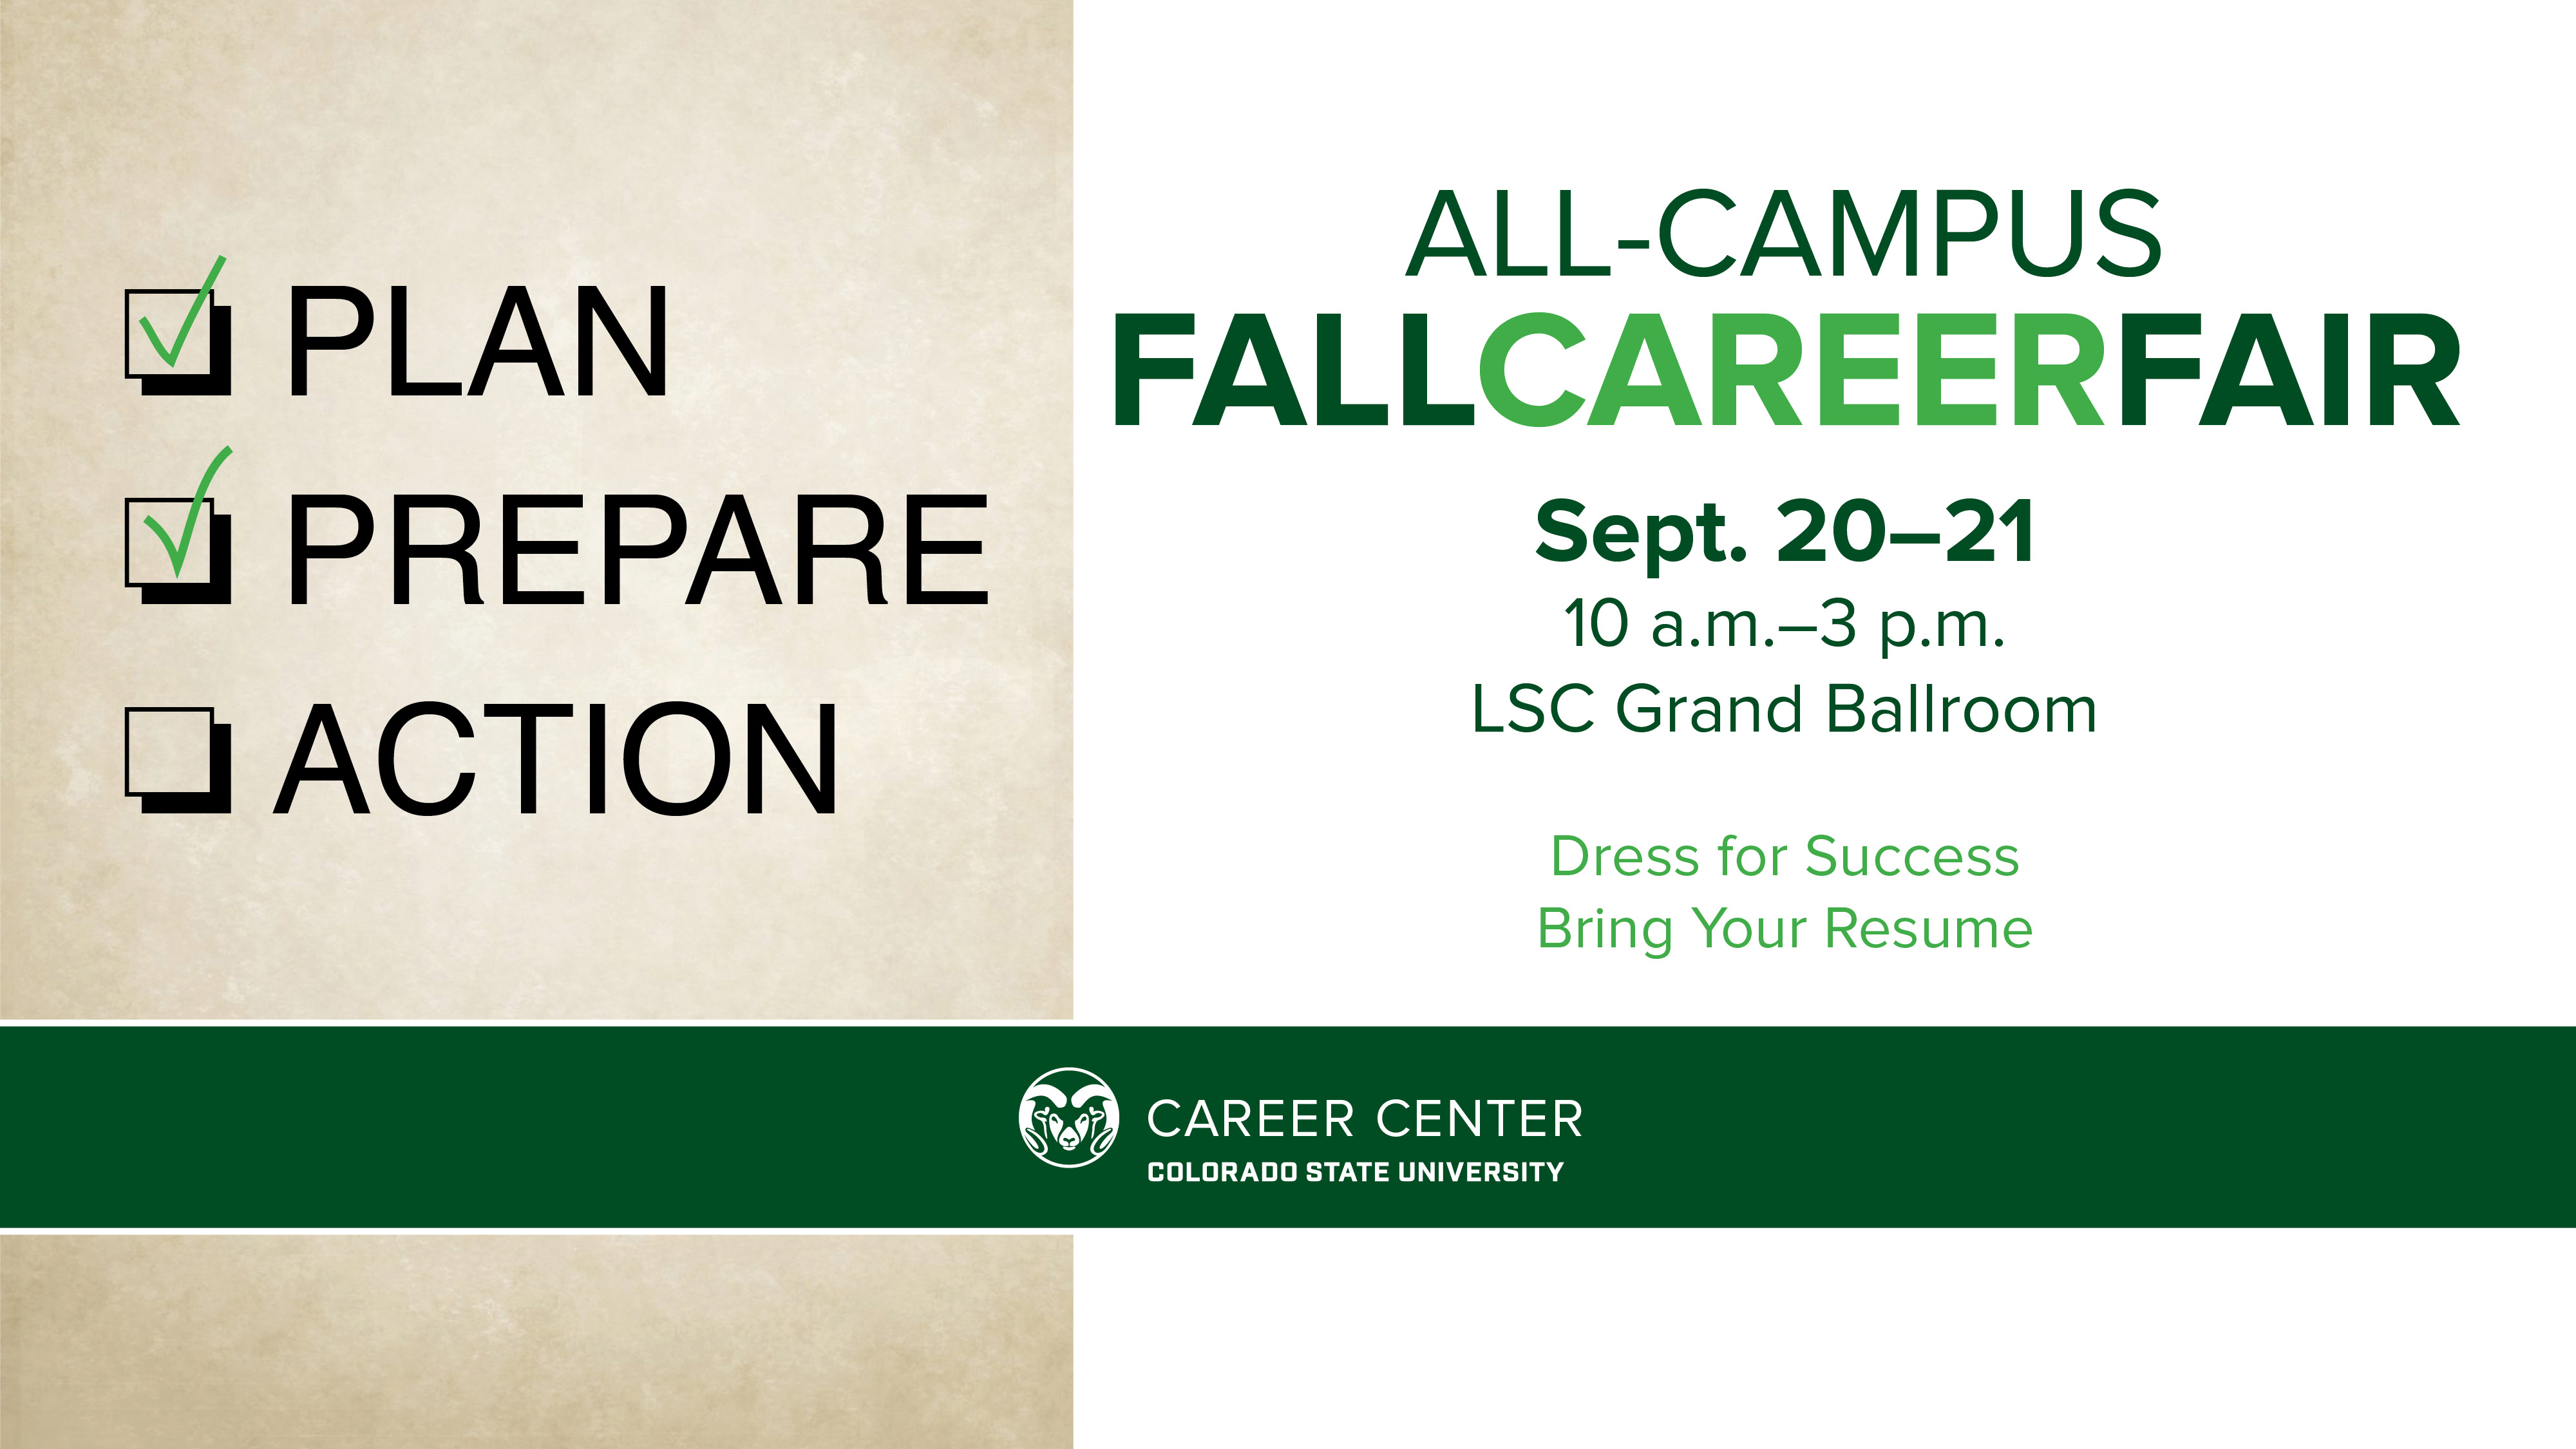 PLAN
PREPARE
ACTION
ALL-CAMPUS
FALLCAREERFAIR
Sept. 20–21
10 a.m.–3 p.m.
LSC Grand Ballroom
Dress for Success
Bring Your Resume
CAREER CENTER
COLORADO STATE UNIVERSITY